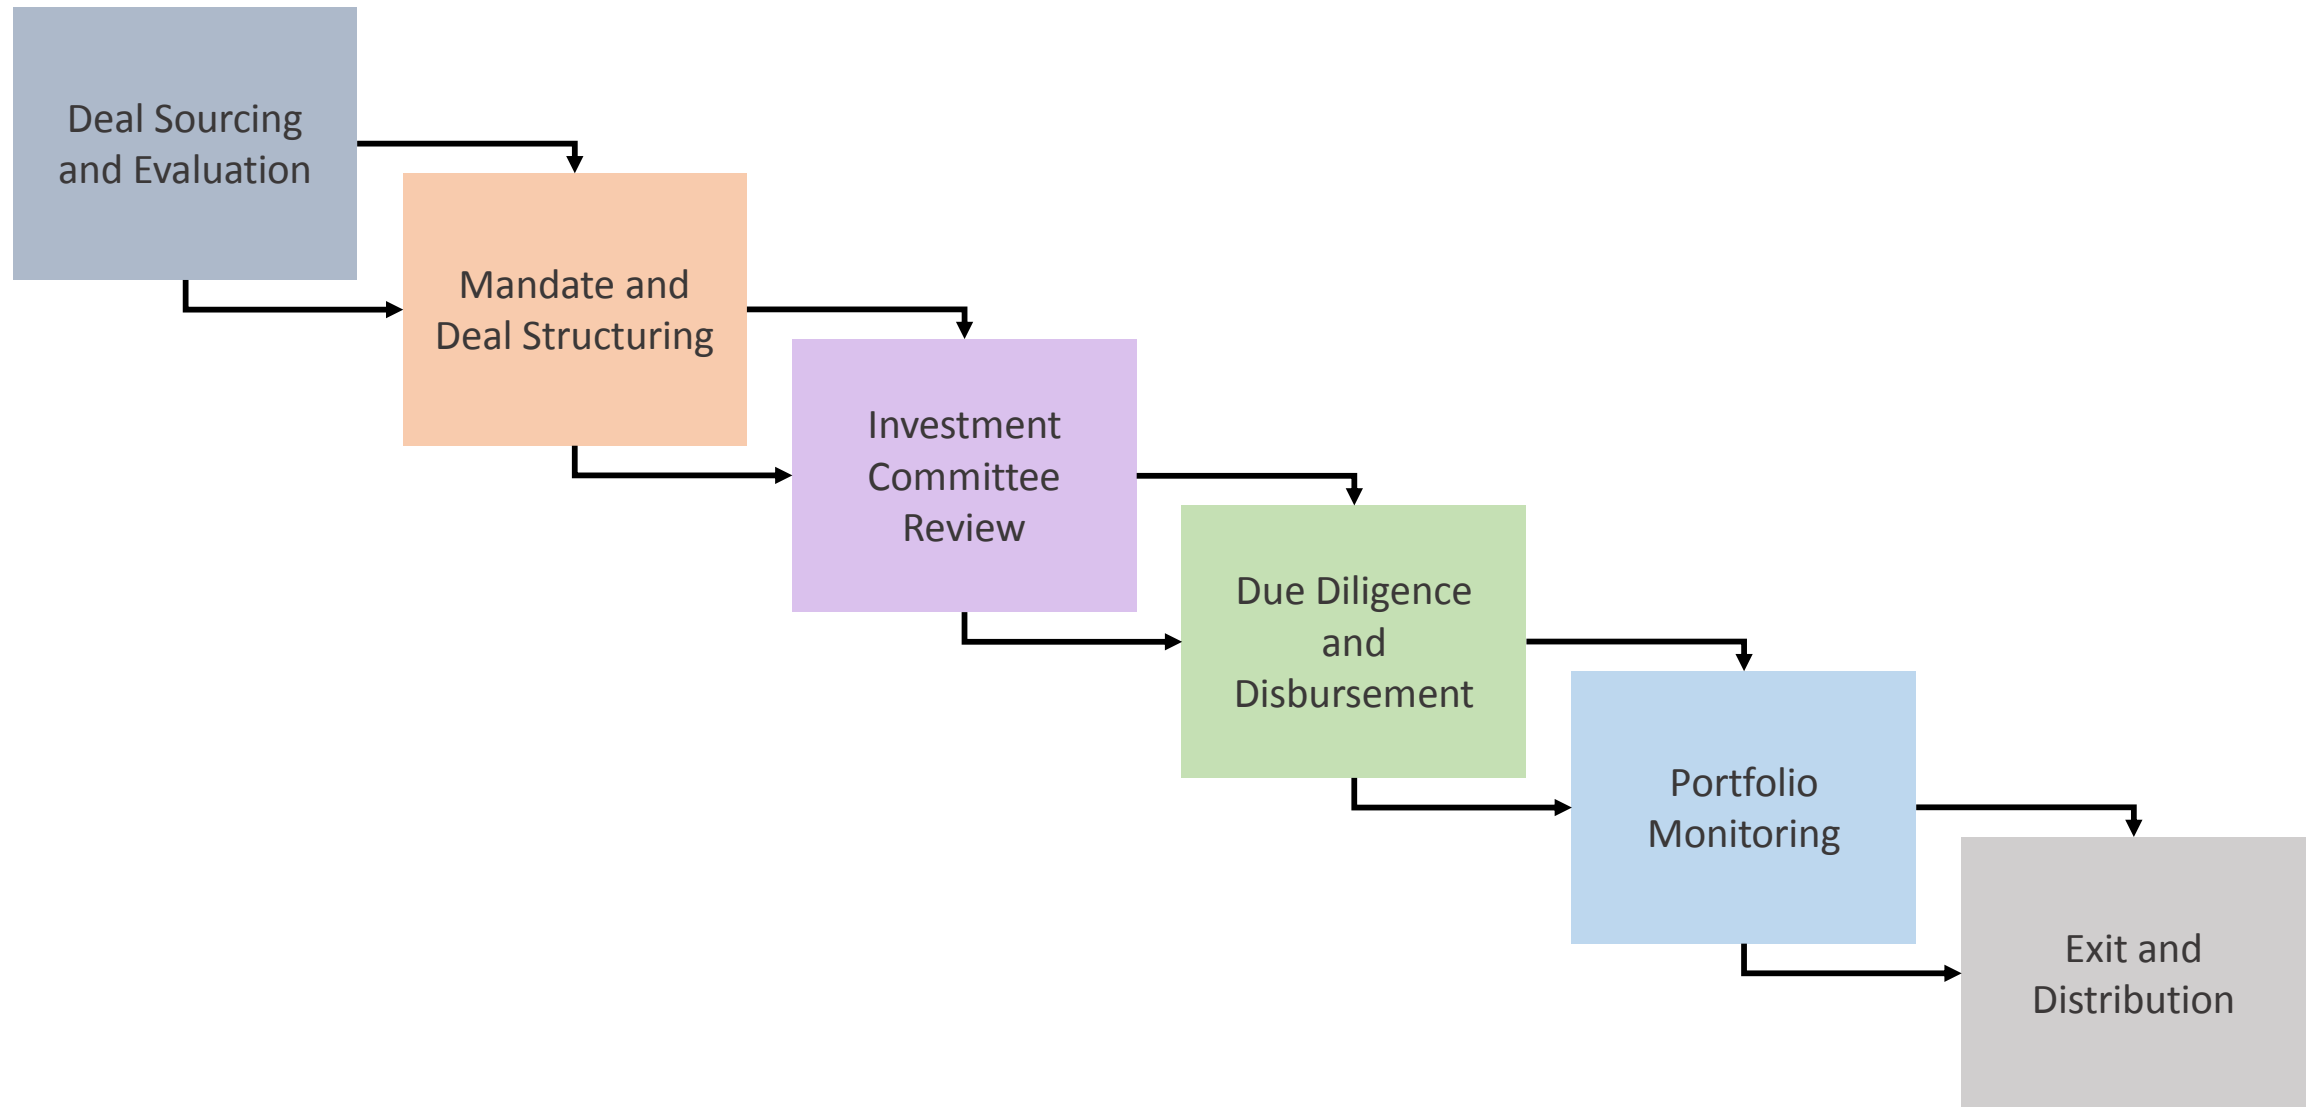 Deal Sourcing
and Evaluation
Mandate and
Deal Structuring
Investment
Committee
Review
Due Diligence
and
Disbursement
Portfolio
Monitoring
Exit and
Distribution